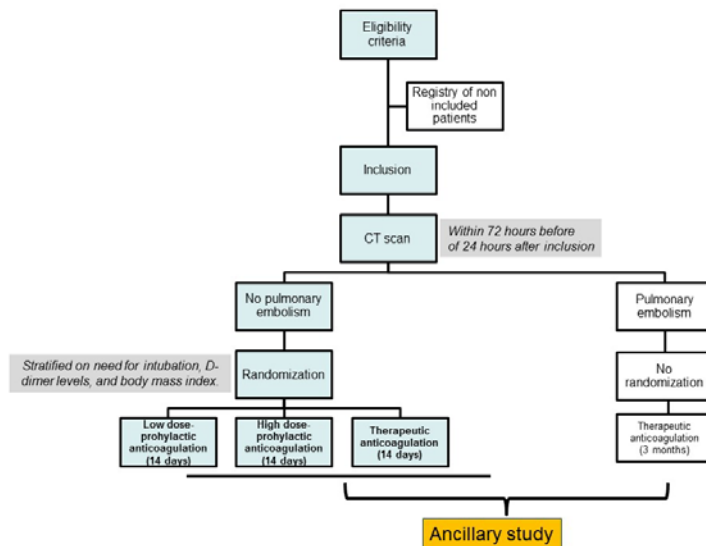 Eligibility
criteria
Registry of non
included
patients
Inclusion
CT scan
Within 72 hours before
of 24 hours after inclusion
No pulmonary
embolism
Pulmonary
embolism
Stratified on need for intubation, D-
dimer levels, and body mass index.
Randomization
No
randomization
Low dose-
prohylactic
anticoagulation
(14 days)
High dose-
prohylactic
anticoagulation
(14 days)
Therapeutic
anticoagulation
(14 days)
Therapeutic
anticoagulation
(3 months)
Ancillary study